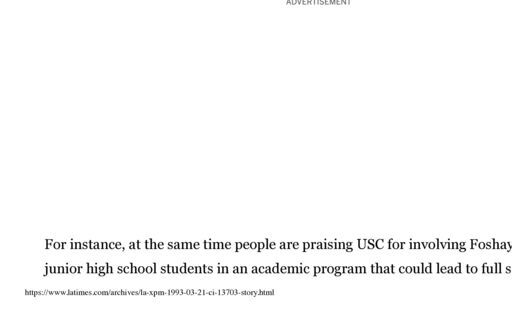 ADVERTISEMENT
For instance, at the same time people are praising USC for involving Foshay
junior high school students in an academic program that could lead to full s
https://www.latimes.com/archives/la-xpm-1993-03-21-ci-13703-story.html